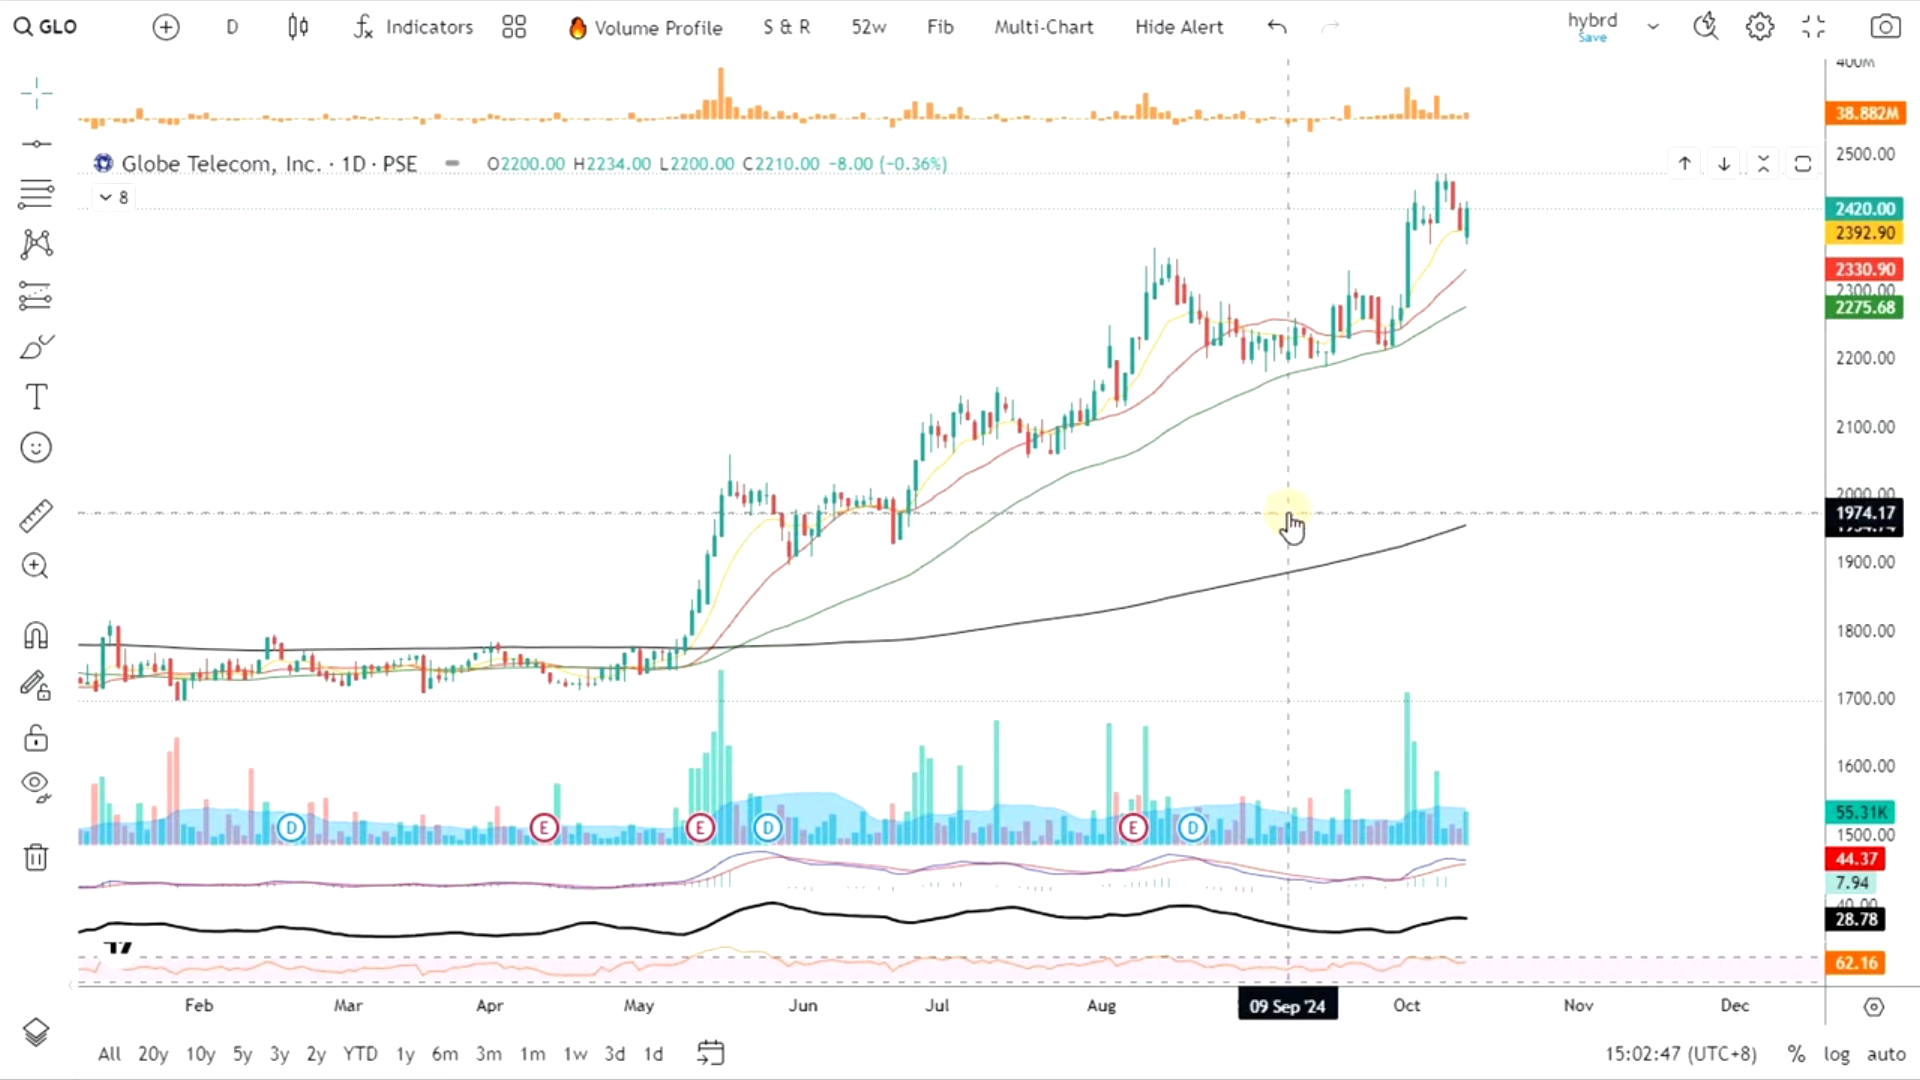 GLO D Indicators Volume Profile S & R 52w Fib Multi-Chart Hide Alert hybrd
Save
400M
38.882M
2500.00
Globe Telecom, Inc. · 1D · PSE O2200.00 H2234.00 L2200.00 C2210.00 −8.00 (−0.36%)
8
2420.00
2392.90
2330.90
2300.00
2275.68
2200.00
2100.00
2000.00
1974.17
1900.00
1800.00
1700.00
1600.00
55.31K
1500.00
D E E D E D
44.37
7.94
40.00
28.78
62.16
Feb Mar Apr May Jun Jul Aug 09 Sep '24 Oct Nov Dec
All 20y 10y 5y 3y 2y YTD 1y 6m 3m 1m 1w 3d 1d 15:02:47 (UTC+8) % log auto